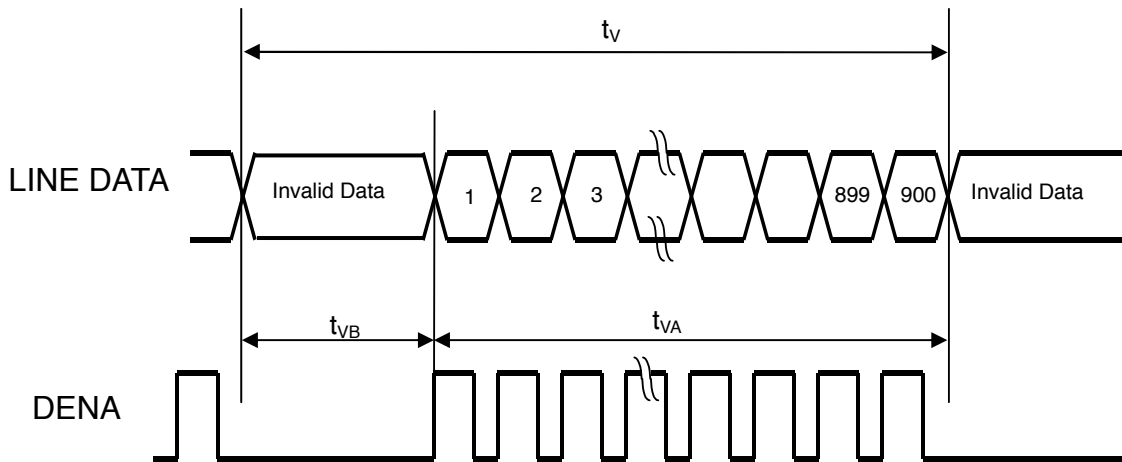 tV
LINE DATA
Invalid Data
1
2
3
899
900
Invalid Data
tVB
tVA
DENA